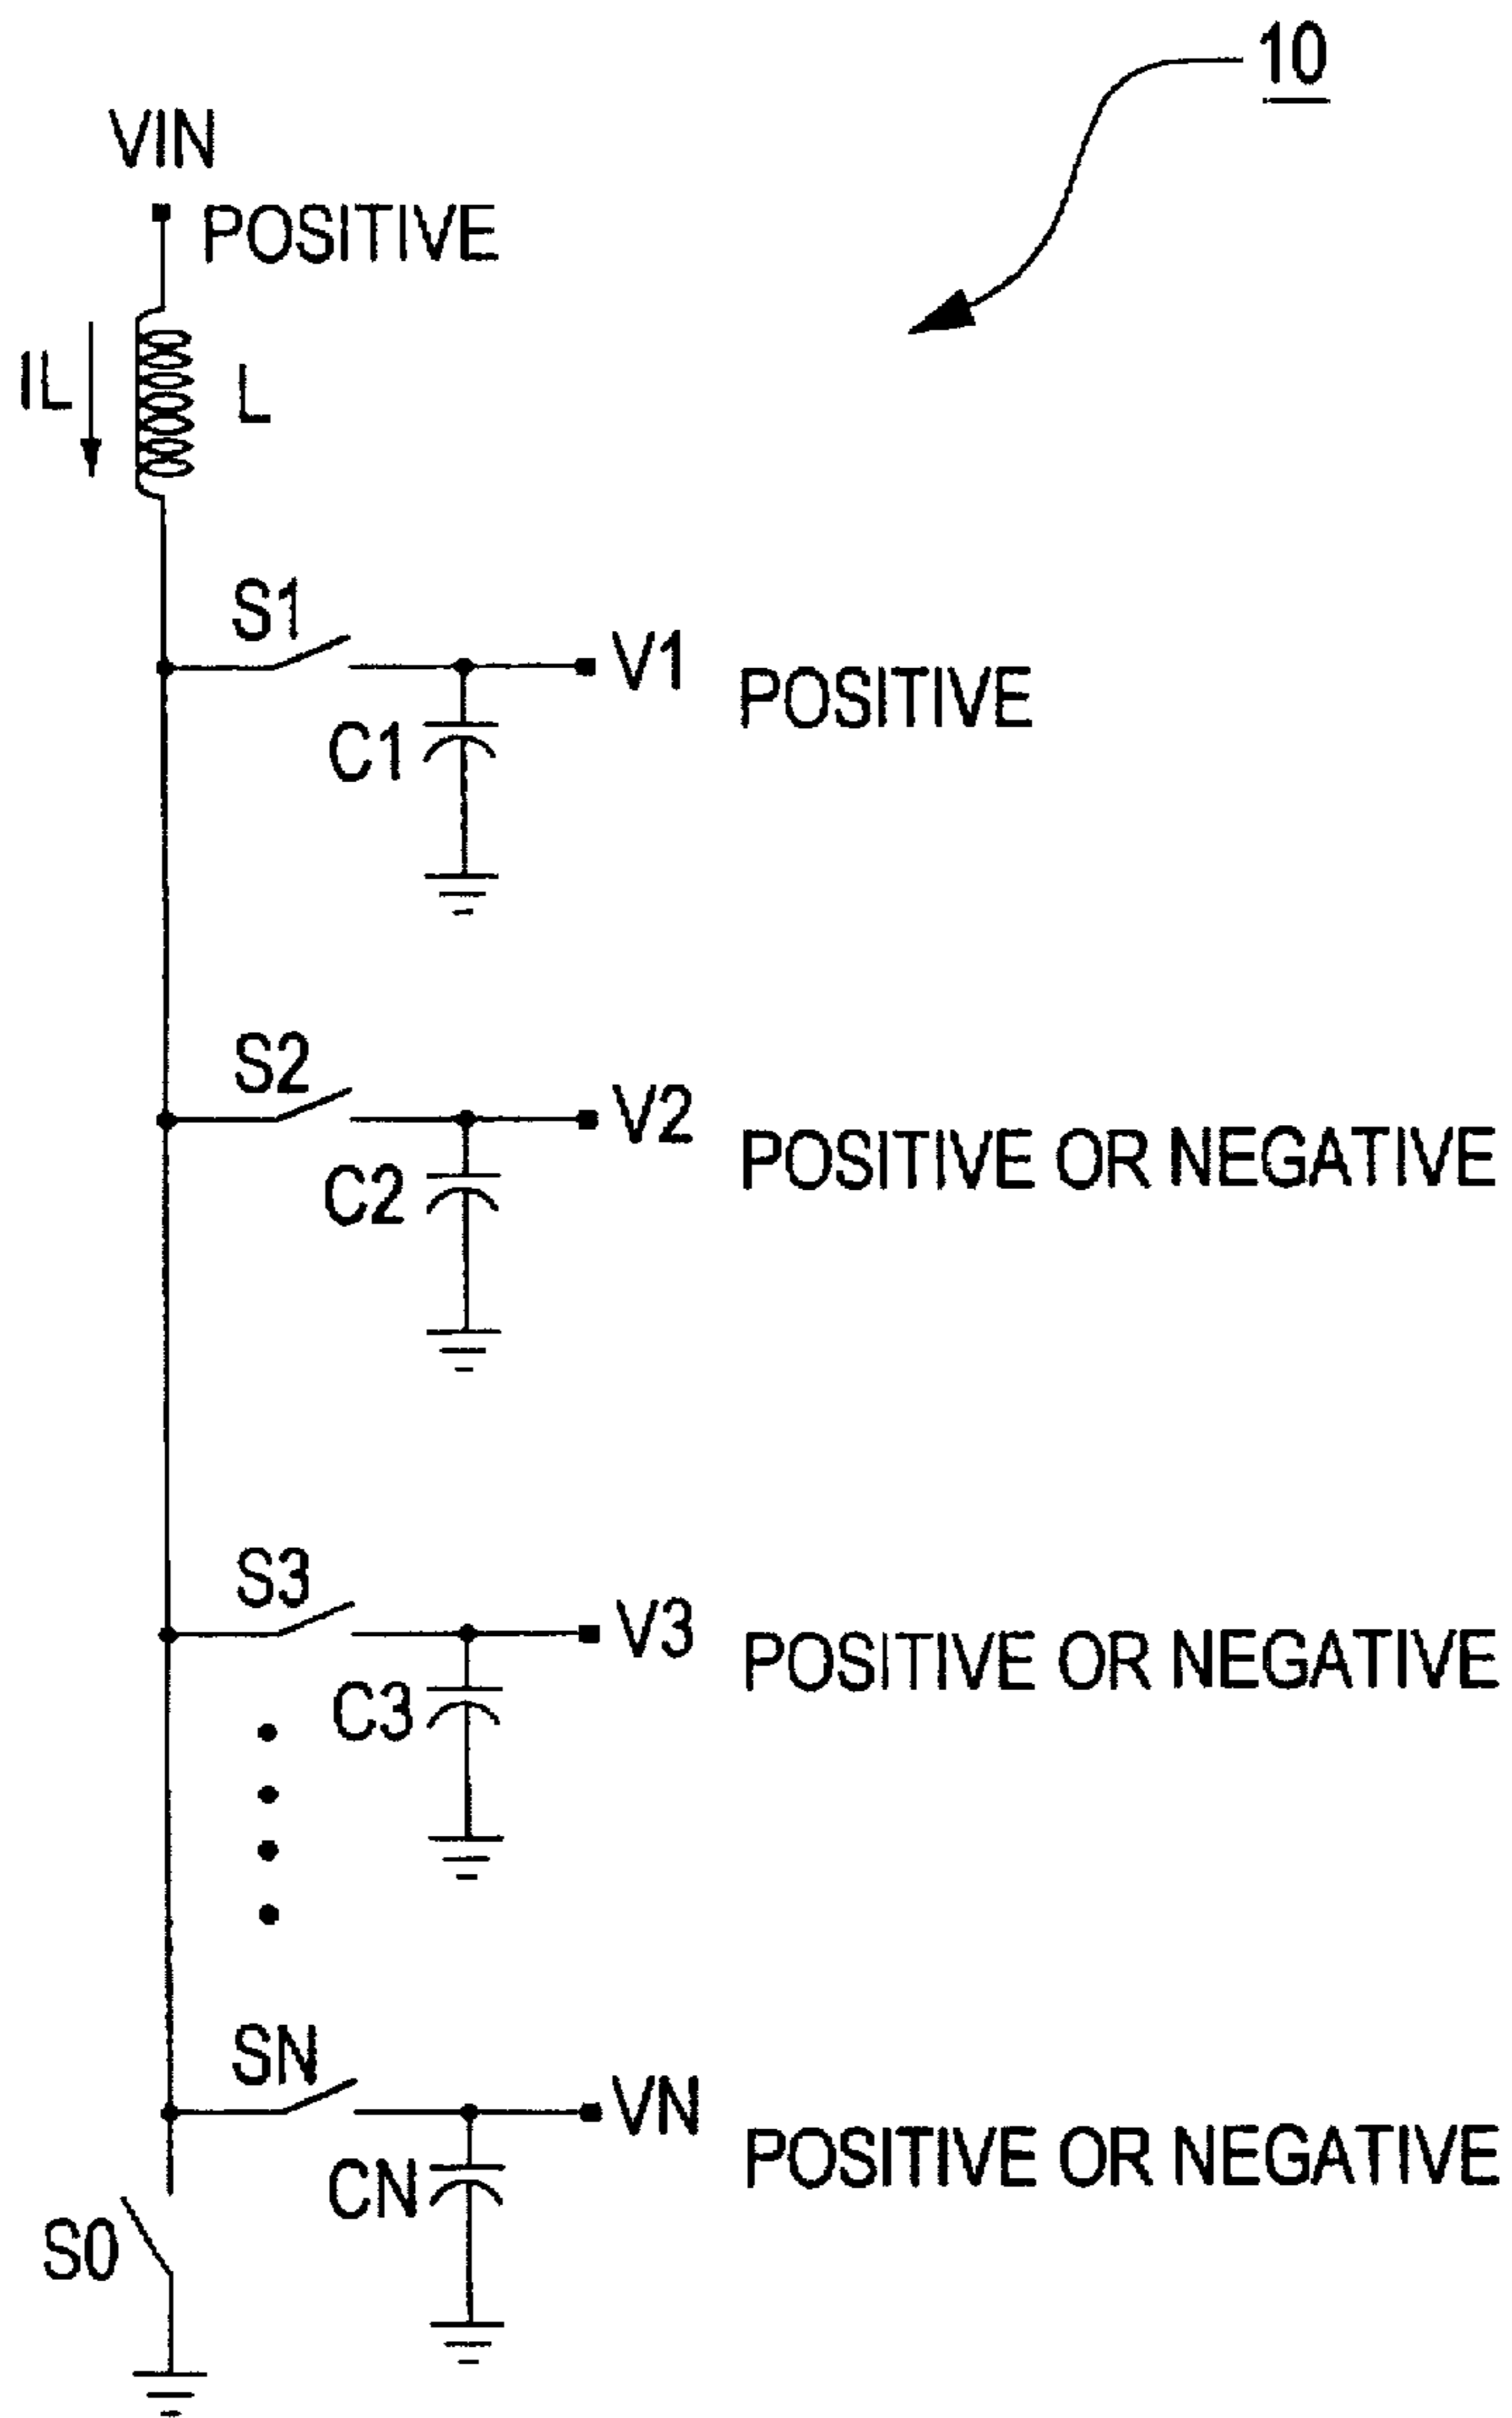 10
VIN
POSITIVE
IL
L
S1
V1
POSITIVE
C1
S2
V2
POSITIVE OR NEGATIVE
C2
S3
V3
POSITIVE OR NEGATIVE
C3
SN
VN
POSITIVE OR NEGATIVE
CN
S0